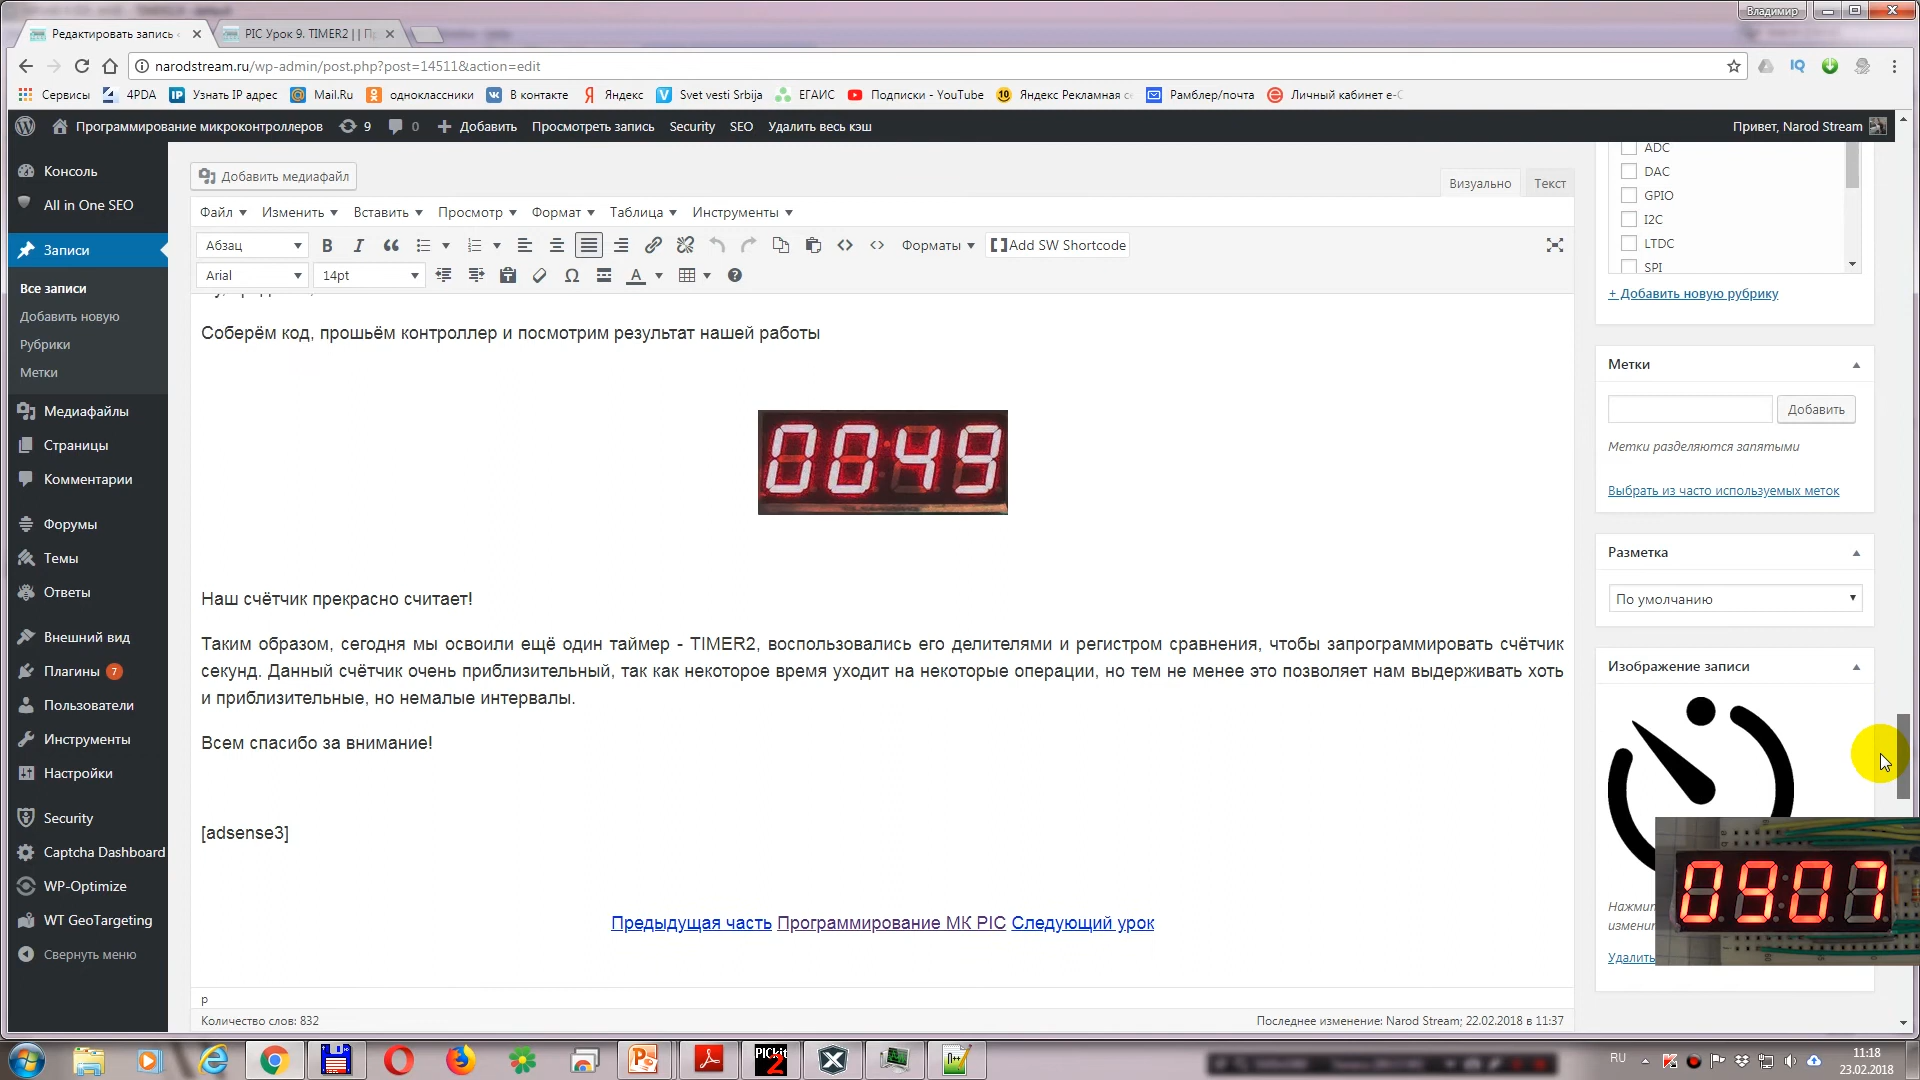 Владимир
Редактировать запись
PIC Урок 9. TIMER2 | | П
narodstream.ru/wp-admin/post.php?post=14511&action=edit
Сервисы 4PDA Узнать IP адрес Mail.Ru одноклассники В контакте Яндекс Svet vesti Srbija ЕГАИС Подписки - YouTube Яндекс Рекламная Рамблер/почта Личный кабинет e-
Программирование микроконтроллеров 9 0 Добавить Просмотреть запись Security SEO Удалить весь кэш Привет, Narod Stream
Консоль
All in One SEO
Записи
Все записи
Добавить новую
Рубрики
Метки
Медиафайлы
Страницы
Комментарии
Форумы
Темы
Ответы
Внешний вид
Плагины 7
Пользователи
Инструменты
Настройки
Security
Captcha Dashboard
WP-Optimize
WT GeoTargeting
Свернуть меню
Добавить медиафайл
Визуально Текст
Файл Изменить Вставить Просмотр Формат Таблица Инструменты
Абзац Форматы Add SW Shortcode
Arial 14pt
Соберём код, прошьём контроллер и посмотрим результат нашей работы
0049
Наш счётчик прекрасно считает!
Таким образом, сегодня мы освоили ещё один таймер - TIMER2, воспользовались его делителями и регистром сравнения, чтобы запрограммировать счётчик
секунд. Данный счётчик очень приблизительный, так как некоторое время уходит на некоторые операции, но тем не менее это позволяет нам выдерживать хоть
и приблизительные, но немалые интервалы.
Всем спасибо за внимание!
[adsense3]
Предыдущая часть Программирование МК PIC Следующий урок
p
Количество слов: 832
Последнее изменение: Narod Stream; 22.02.2018 в 11:37
ADC
DAC
GPIO
I2C
LTDC
SPI
+ Добавить новую рубрику
Метки
Добавить
Метки разделяются запятыми
Выбрать из часто используемых меток
Разметка
По умолчанию
Изображение записи
Нажмит
изменит
Удалить
0907
PICkit
2
RU
11:18
23.02.2018